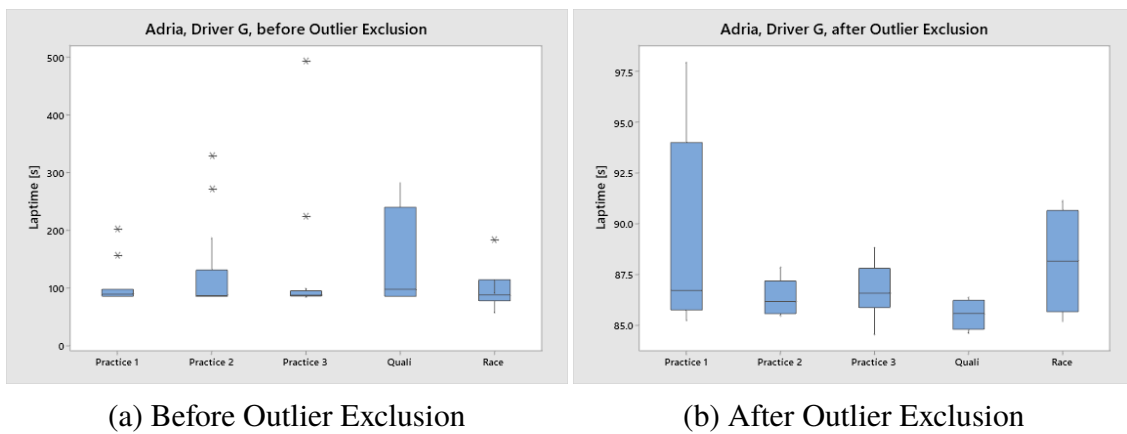 Adria, Driver G, before Outlier Exclusion
500
400
300
200
100
0
Laptime [s]
Practice 1 Practice 2 Practice 3 Quali Race
(a) Before Outlier Exclusion
Adria, Driver G, after Outlier Exclusion
97.5
95.0
92.5
90.0
87.5
85.0
Laptime [s]
Practice 1 Practice 2 Practice 3 Quali Race
(b) After Outlier Exclusion